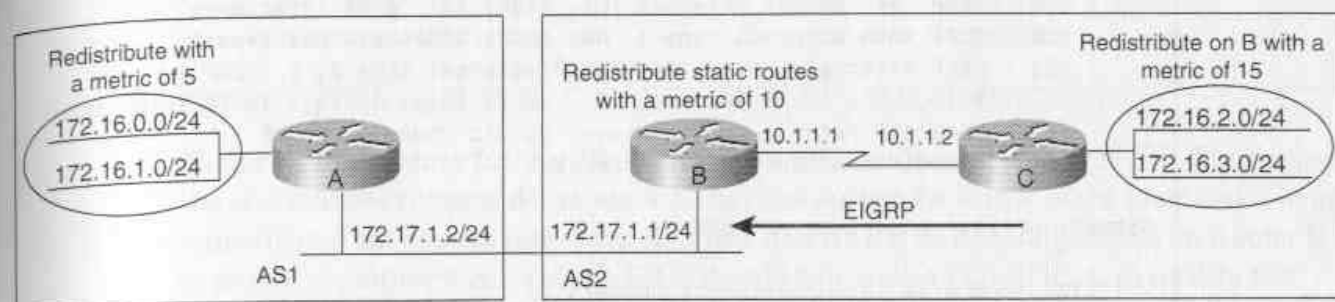 Redistribute with
a metric of 5
172.16.0.0/24
172.16.1.0/24
A
172.17.1.2/24
AS1
Redistribute static routes
with a metric of 10
10.1.1.1
10.1.1.2
B
C
172.17.1.1/24
EIGRP
AS2
Redistribute on B with a
metric of 15
172.16.2.0/24
172.16.3.0/24